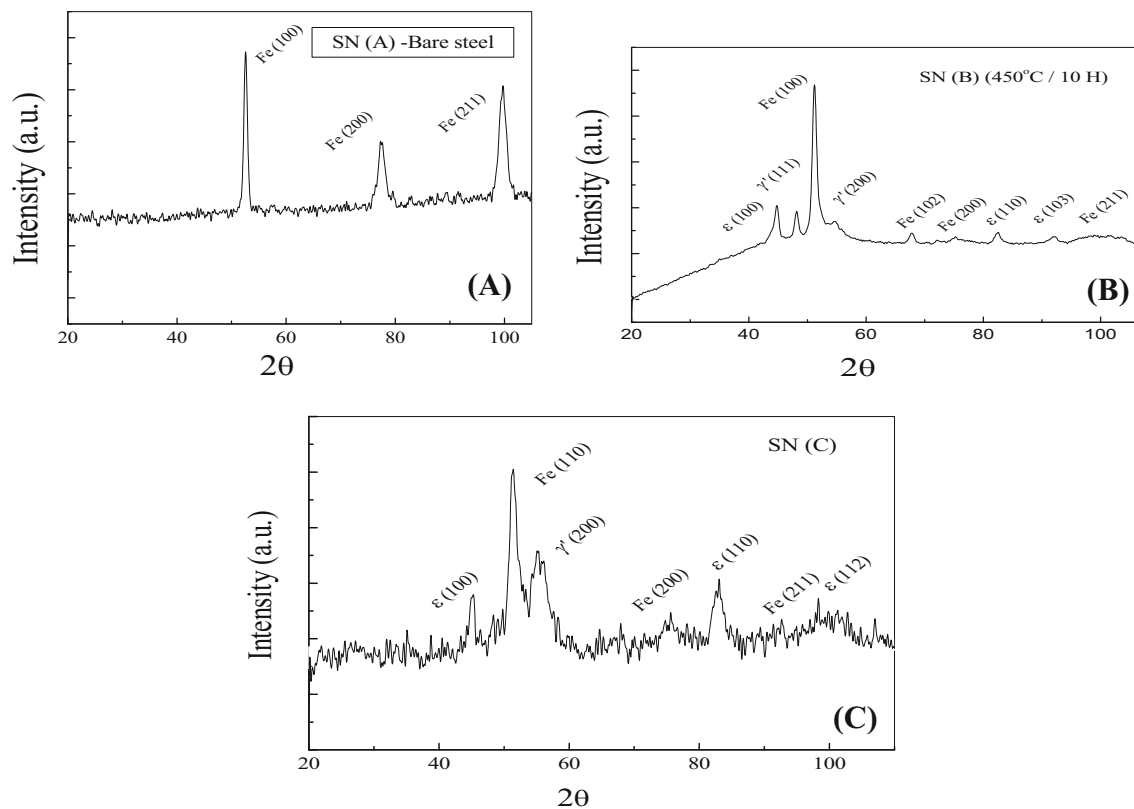 SN (A) -Bare steel
Fe (100)
Fe (200)
Fe (211)
Intensity (a.u.)
(A)
20 40 60 80 100
2θ
SN (B) (450°C / 10 H)
Fe (100)
γ' (111)
γ' (200)
ε (100)
Fe (102)
Fe (200)
ε (110)
ε (103)
Fe (211)
Intensity (a.u.)
(B)
20 40 60 80 100
2θ
SN (C)
Fe (110)
γ' (200)
ε (100)
Fe (200)
ε (110)
Fe (211)
ε (112)
Intensity (a.u.)
(C)
20 40 60 80 100
2θ